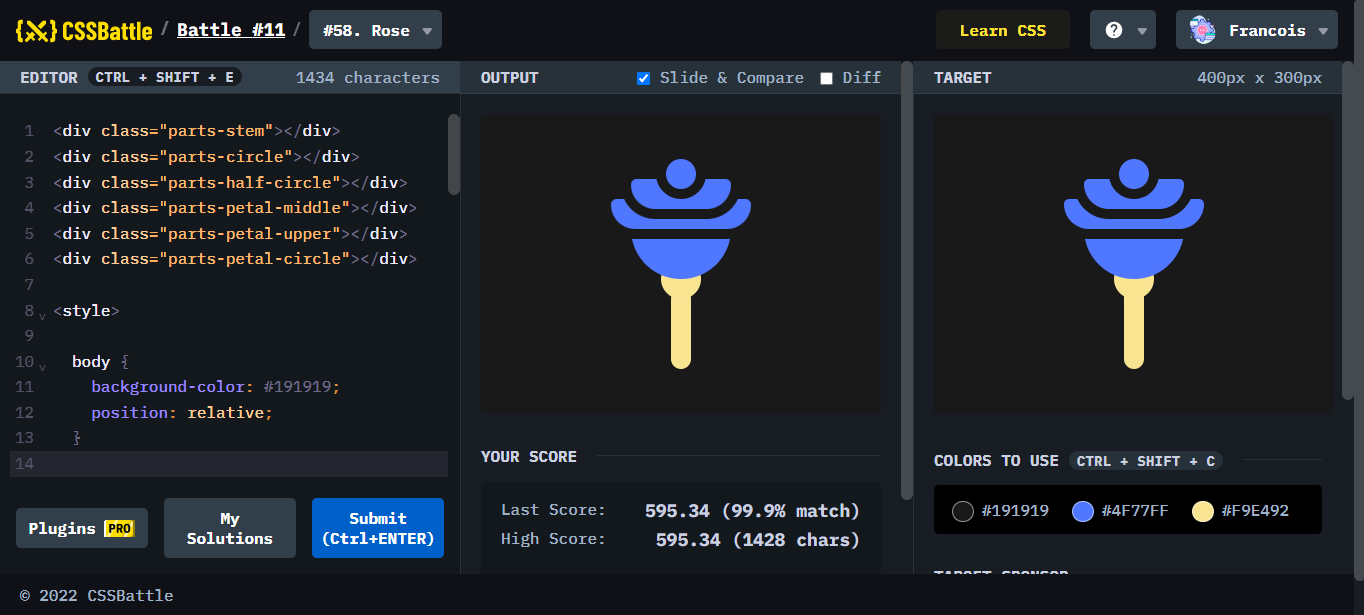 {X} CSSBattle / Battle #11 / #58. Rose
Learn CSS ? Francois
EDITOR CTRL + SHIFT + E 1434 characters
OUTPUT Slide & Compare Diff
TARGET 400px x 300px
1 <div class="parts-stem"></div>
2 <div class="parts-circle"></div>
3 <div class="parts-half-circle"></div>
4 <div class="parts-petal-middle"></div>
5 <div class="parts-petal-upper"></div>
6 <div class="parts-petal-circle"></div>
7
8 <style>
9
10 body {
11 background-color: #191919;
12 position: relative;
13 }
14
Plugins PRO
My Solutions
Submit (Ctrl+ENTER)
YOUR SCORE
Last Score: 595.34 (99.9% match)
High Score: 595.34 (1428 chars)
COLORS TO USE CTRL + SHIFT + C
#191919 #4F77FF #F9E492
TARGET SPONSOR
© 2022 CSSBattle